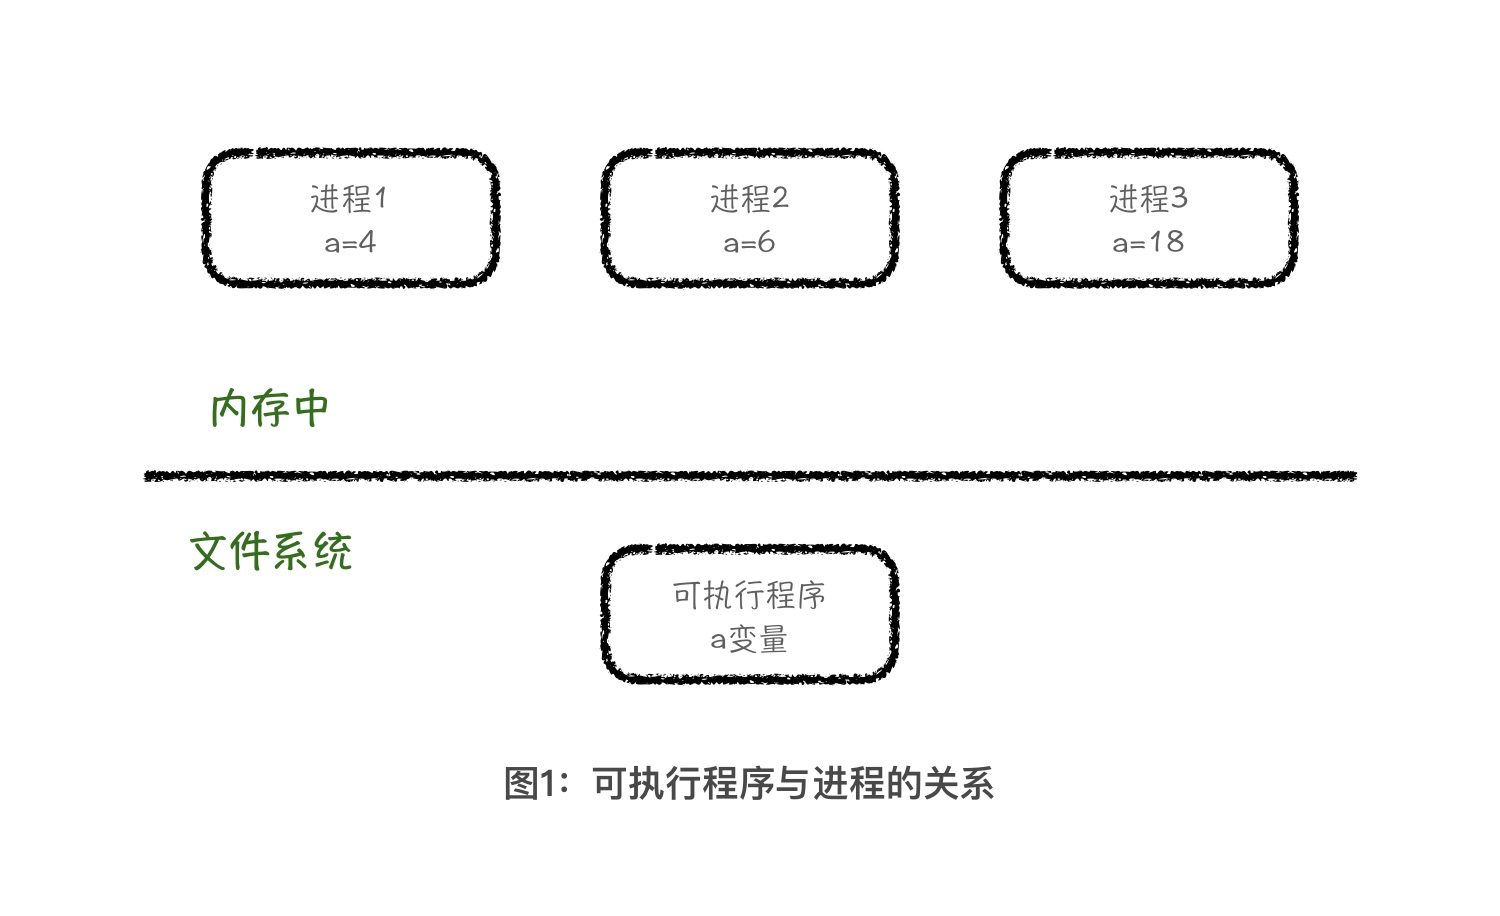 进程1
a=4
进程2
a=6
进程3
a=18
内存中
文件系统
可执行程序
a变量
图1：可执行程序与进程的关系